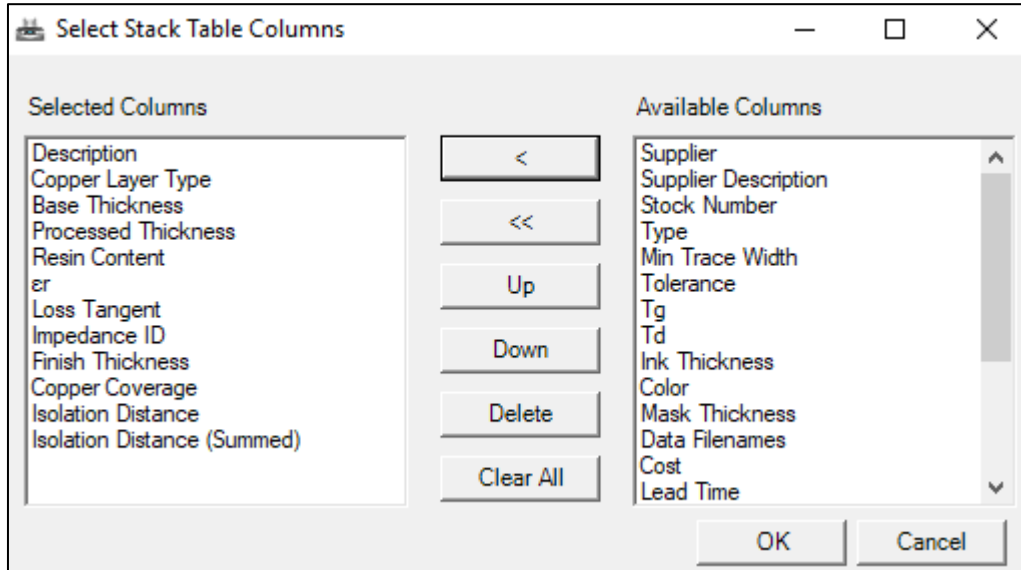 Select Stack Table Columns
Selected Columns
Description
Copper Layer Type
Base Thickness
Processed Thickness
Resin Content
εr
Loss Tangent
Impedance ID
Finish Thickness
Copper Coverage
Isolation Distance
Isolation Distance (Summed)
<
<<
Up
Down
Delete
Clear All
Available Columns
Supplier
Supplier Description
Stock Number
Type
Min Trace Width
Tolerance
Tg
Td
Ink Thickness
Color
Mask Thickness
Data Filenames
Cost
Lead Time
OK
Cancel